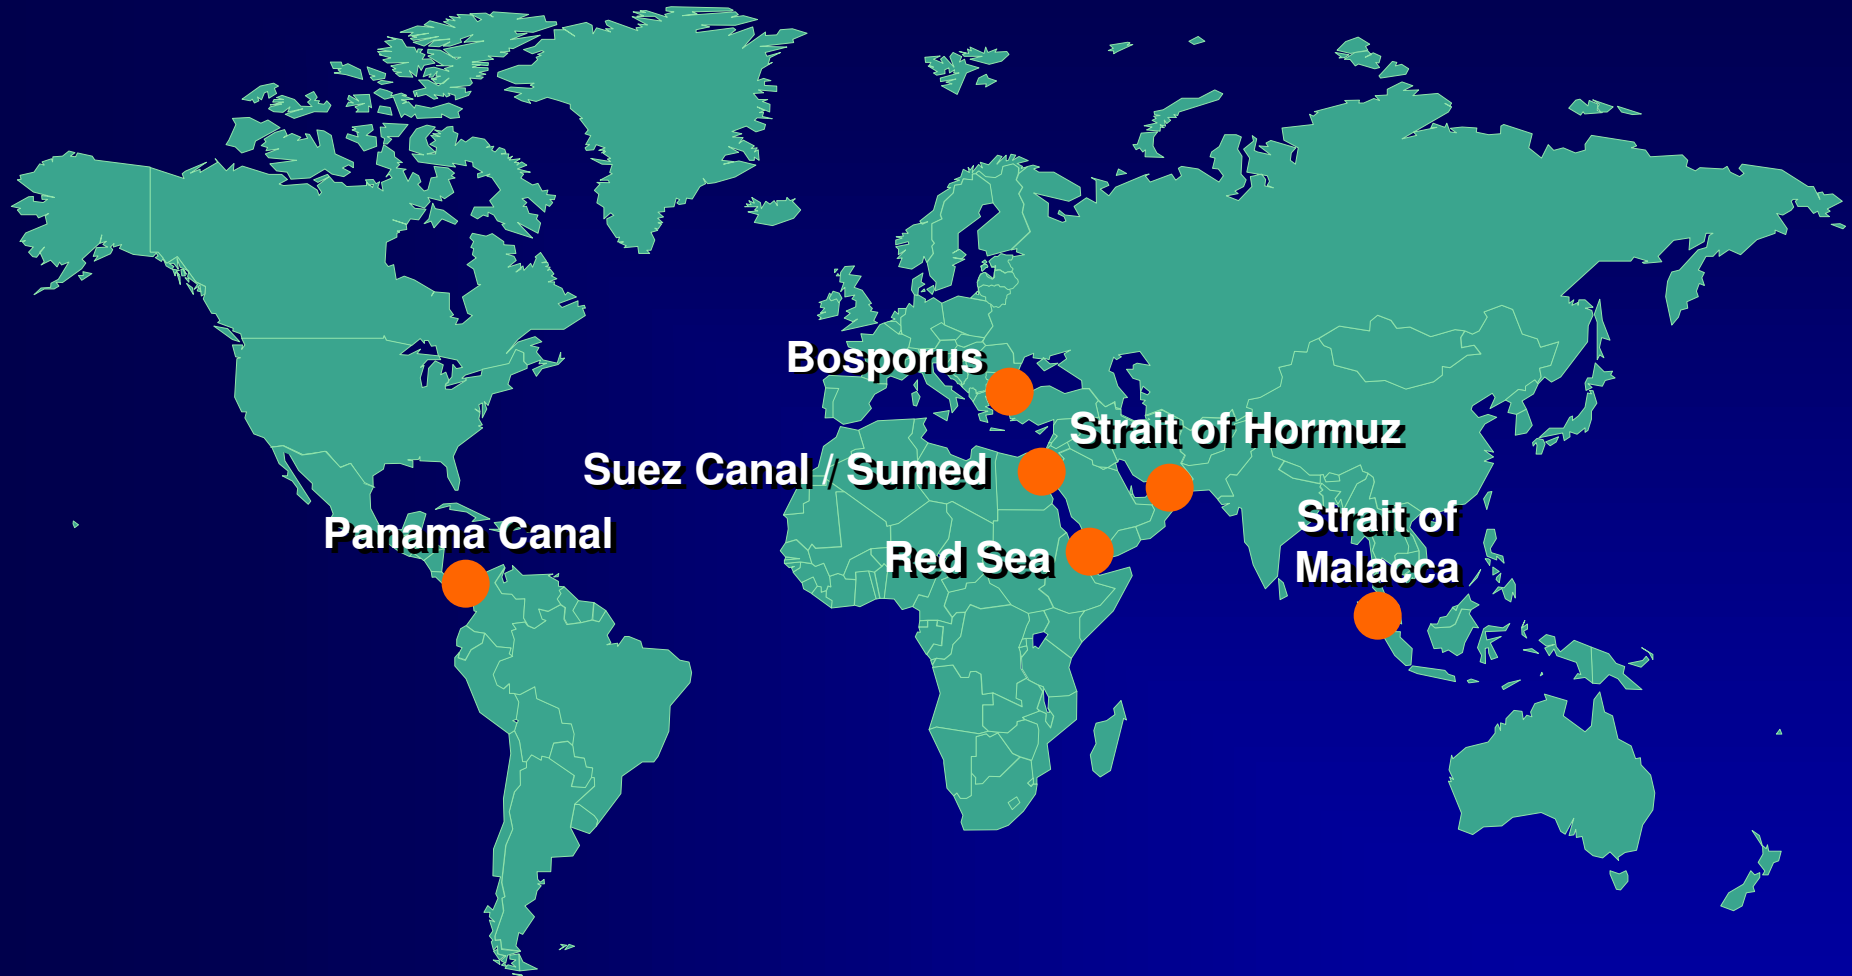 Bosporus
Strait of Hormuz
Suez Canal / Sumed
Strait of
Malacca
Panama Canal
Red Sea